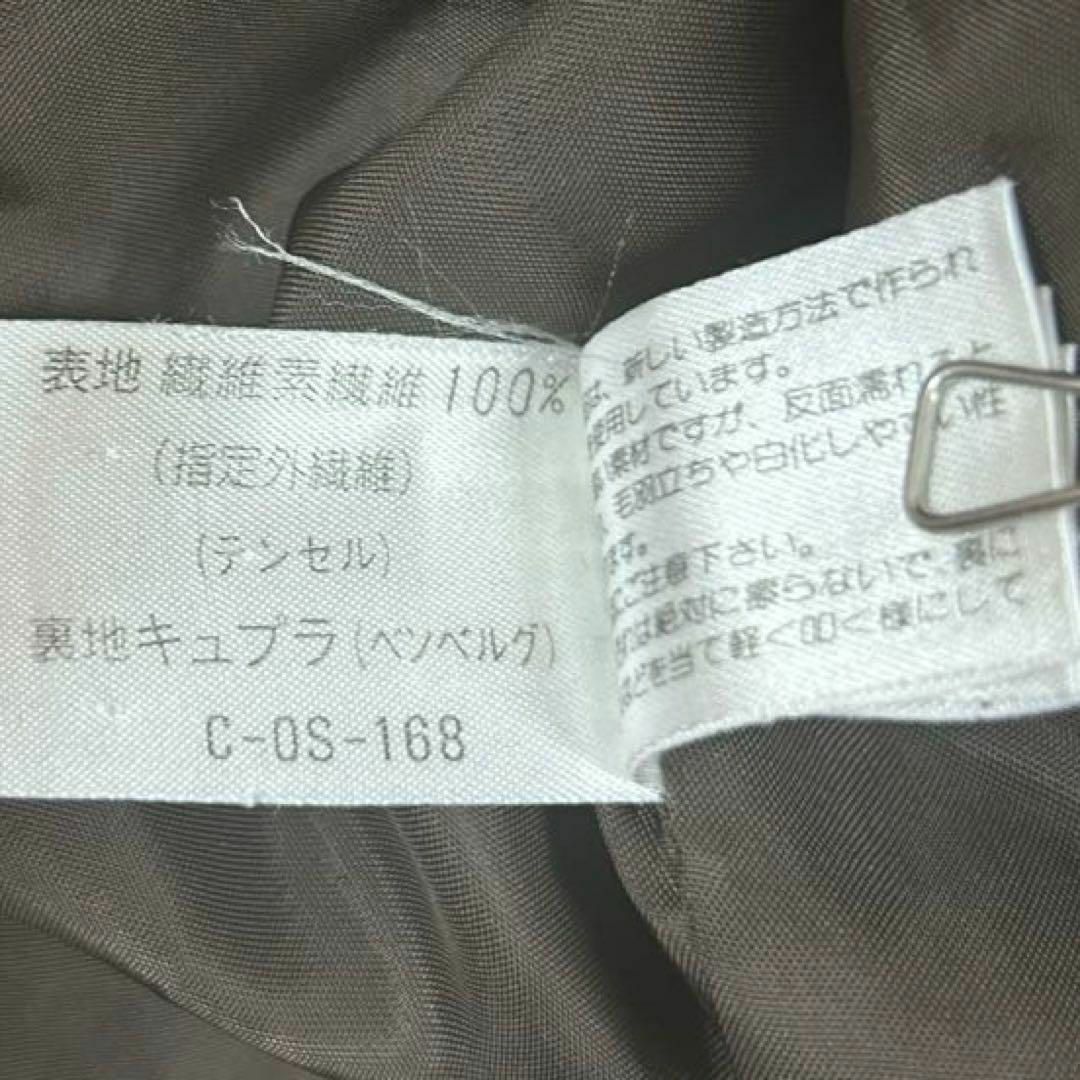 表地 繊維素繊維 100%
(指定外繊維)
(テンセル)
裏地キュプラ(ベンベルグ)
C-OS-168
は、新しい製造方法で作られ
使用しています。
素材ですが、反面濡れると
毛羽立ちや白化しやすい性
ます。
ご注意下さい。
は絶対に擦らないで、裏に
などを当て軽く叩く様にして